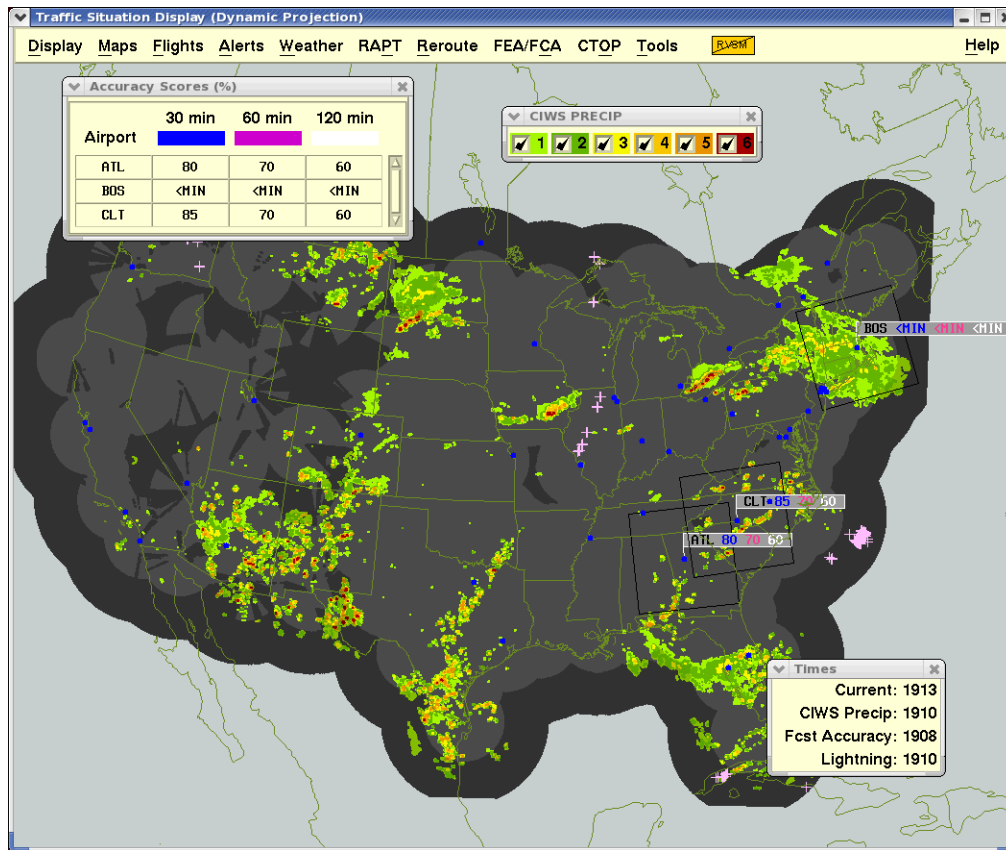 Traffic Situation Display (Dynamic Projection)
Display Maps Flights Alerts Weather RAPT Reroute FEA/FCA CTOP Tools RVSM Help
Accuracy Scores (%)
Airport 30 min 60 min 120 min
ATL 80 70 60
BOS <MIN <MIN <MIN
CLT 85 70 60
CIWS PRECIP
1 2 3 4 5 6
BOS <MIN <MIN <MIN
CLT 85 70 60
ATL 80 70 60
Times
Current: 1913
CIWS Precip: 1910
Fcst Accuracy: 1908
Lightning: 1910